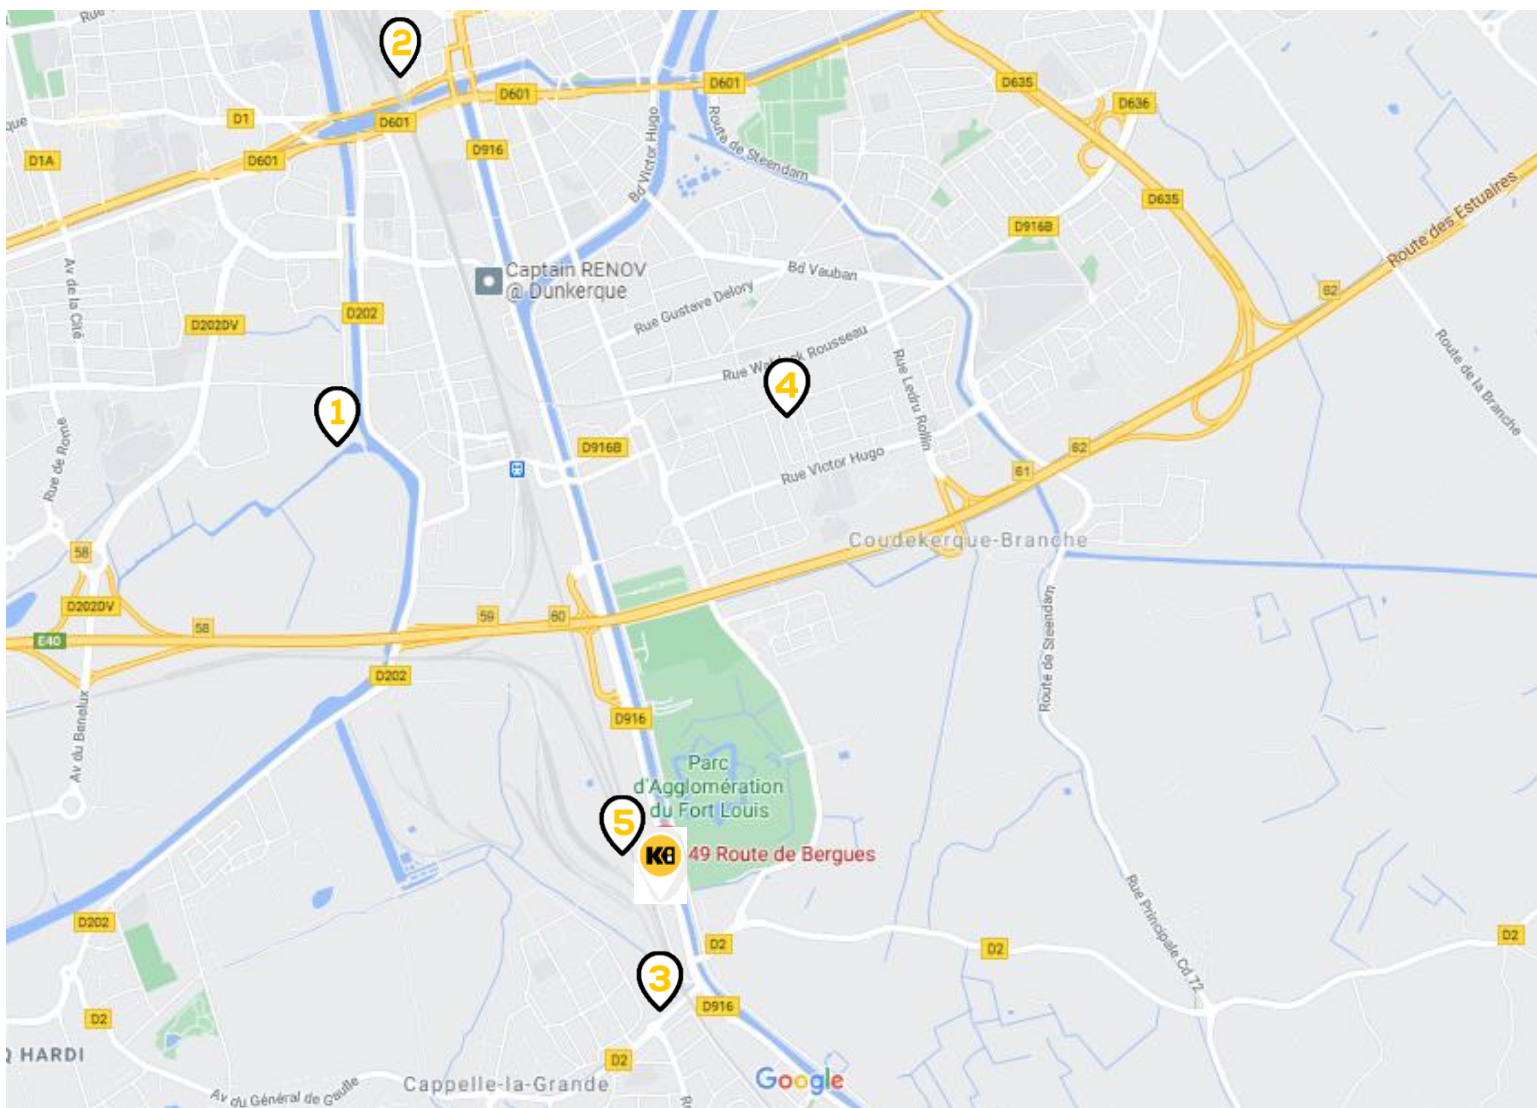 Rue
2
D601
D635
D601
D636
D1
D601
que
D916
D1A
D601
Bd Victor Hugo
Route de Steendam
D635
Route des Estuaires
D916B
Av de la Cité
Captain RENOV
@ Dunkerque
Bd Vauban
62
Rue Gustave Delory
D202
D202DV
Rue Waldeck Rousseau
Route de la Branche
4
Rue Ledru Rollin
1
Rue de Rome
D916B
62
Rue Victor Hugo
61
58
Coudekerque-Branche
D202DV
59
60
58
E40
Route de Steendam
D202
Av du Benelux
D916
Parc
d'Agglomération
du Fort Louis
5
49 Route de Bergues
Rue Principale Cd 72
D202
D2
D2
D2
3
D916
D2
HARDI
D2
Google
Cappelle-la-Grande
Av du Général de Gaulle